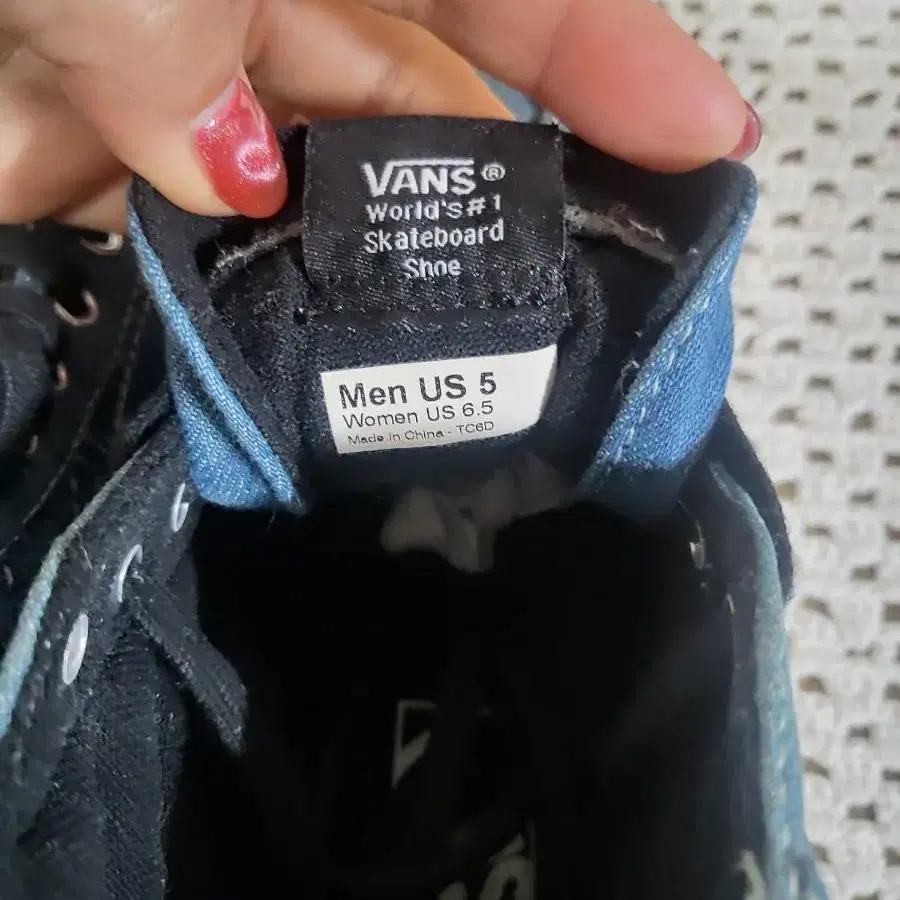 VANS®
World's #1
Skateboard
Shoe
Men US 5
Women US 6.5
Made in China - TC6D